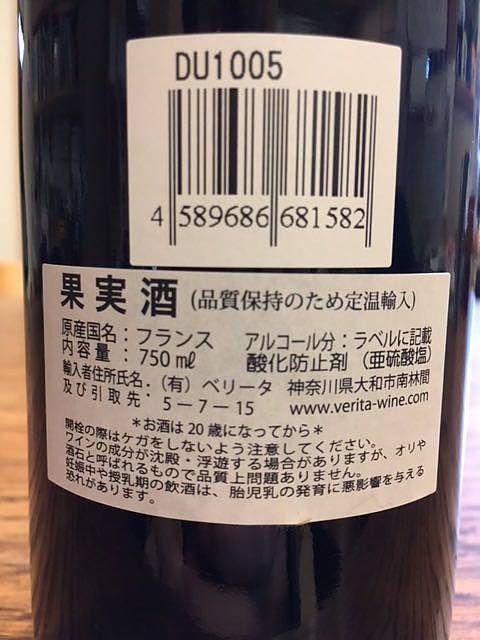 DU1005
4 589686 681582
果実酒 (品質保持のため定温輸入)
原産国名：フランス アルコール分：ラベルに記載
内容量：750㎖ 酸化防止剤（亜硫酸塩）
輸入者住所氏名：（有）ベリータ 神奈川県大和市南林間
及び引取先：5－7－15 www.verita-wine.com
＊お酒は20歳になってから＊
開栓の際はケガをしないよう注意してください。
ワインの成分が沈殿・浮遊する場合がありますが、オリや
酒石と呼ばれるもので品質上問題ありません。
妊娠中や授乳期の飲酒は、胎児乳の発育に悪影響を与える
恐れがあります。